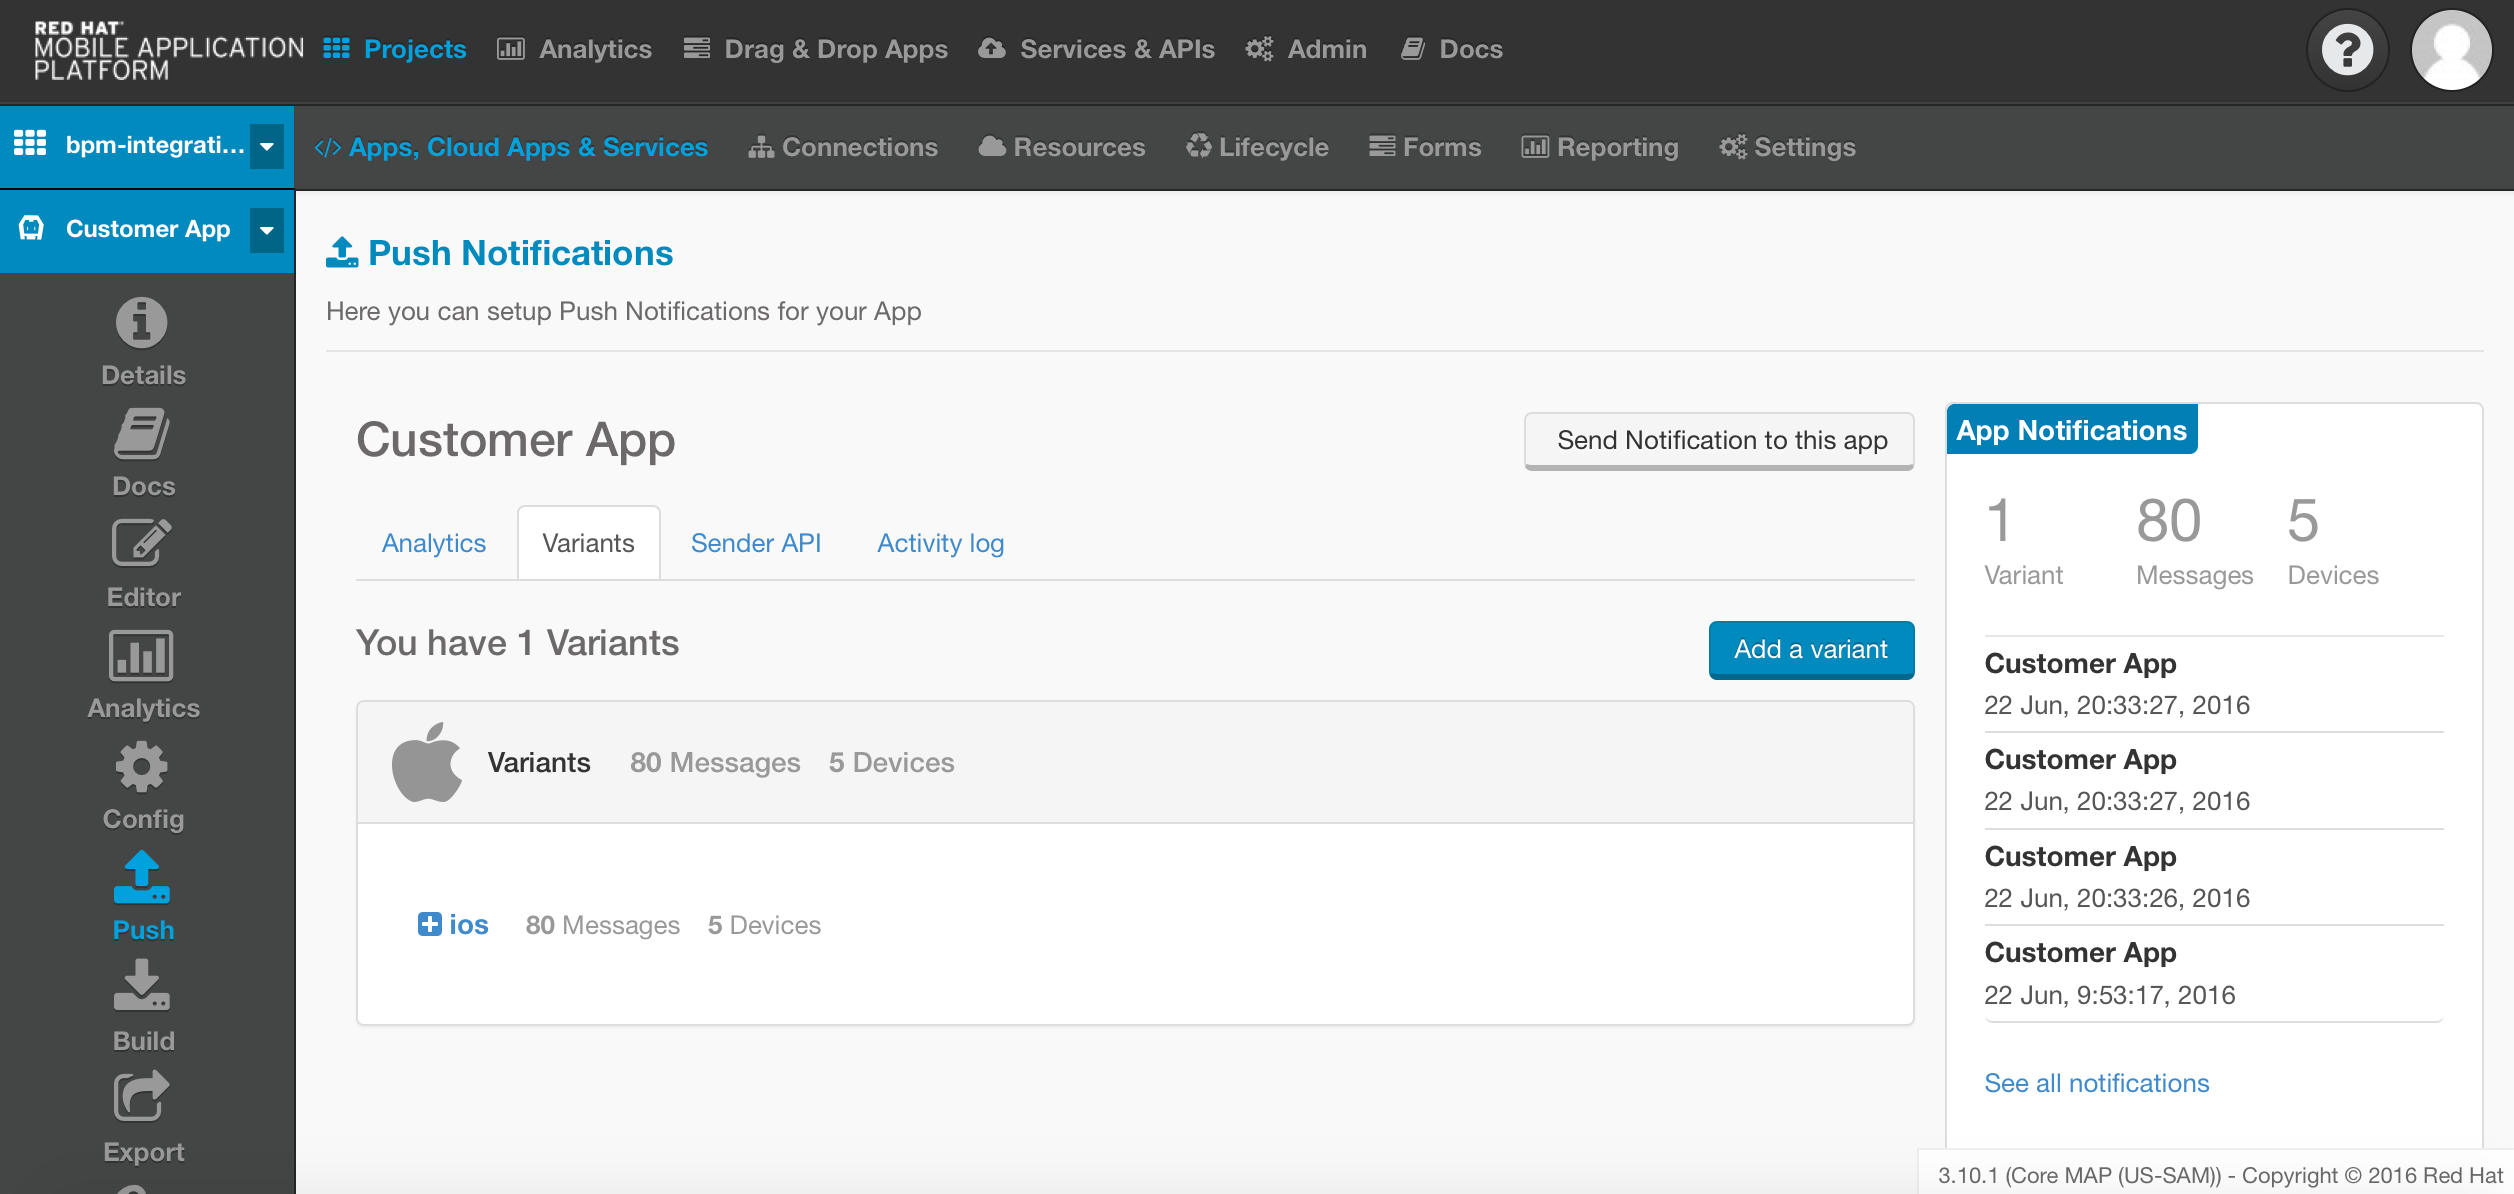 RED HAT
MOBILE APPLICATION
PLATFORM
Projects
Analytics
Drag & Drop Apps
Services & APIs
Admin
Docs
?
bpm-integrati...
Apps, Cloud Apps & Services
Connections
Resources
Lifecycle
Forms
Reporting
Settings
Customer App
Details
Docs
Editor
Analytics
Config
Push
Build
Export
Push Notifications
Here you can setup Push Notifications for your App
Customer App
Send Notification to this app
Analytics
Variants
Sender API
Activity log
You have 1 Variants
Add a variant
Variants 80 Messages 5 Devices
ios 80 Messages 5 Devices
App Notifications
1 80 5
Variant Messages Devices
Customer App
22 Jun, 20:33:27, 2016
Customer App
22 Jun, 20:33:27, 2016
Customer App
22 Jun, 20:33:26, 2016
Customer App
22 Jun, 9:53:17, 2016
See all notifications
3.10.1 (Core MAP (US-SAM)) - Copyright © 2016 Red Hat